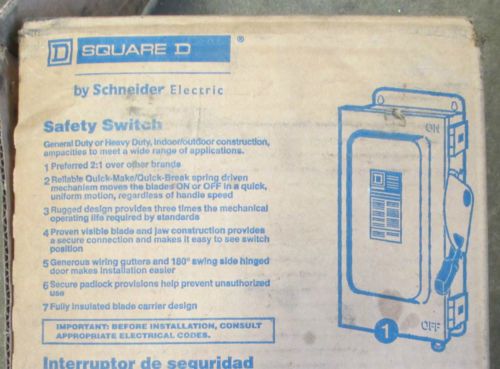 D SQUARE D ®
by Schneider Electric
Safety Switch
General Duty or Heavy Duty, indoor/outdoor construction,
ampacities to meet a wide range of applications.
1 Preferred 2:1 over other brands
2 Reliable Quick-Make/Quick-Break spring driven
mechanism moves the blades ON or OFF in a quick,
uniform motion, regardless of handle speed
3 Rugged design provides three times the mechanical
operating life required by standards
4 Proven visible blade and jaw construction provides
a secure connection and makes it easy to see switch
position
5 Generous wiring gutters and 180° swing side hinged
door makes installation easier
6 Secure padlock provisions help prevent unauthorized
use
7 Fully insulated blade carrier design
IMPORTANT: BEFORE INSTALLATION, CONSULT
APPROPRIATE ELECTRICAL CODES.
Interruptor de seguridad
ON
D
1
OFF